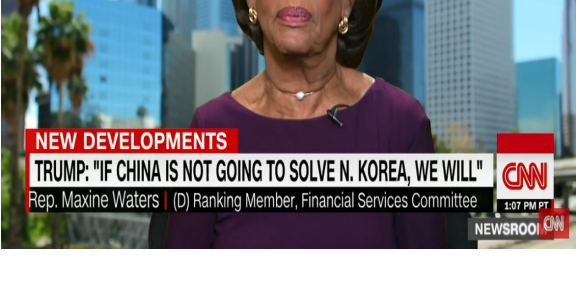 NEW DEVELOPMENTS
TRUMP: "IF CHINA IS NOT GOING TO SOLVE N. KOREA, WE WILL"
CNN
Rep. Maxine Waters | (D) Ranking Member, Financial Services Committee
1:07 PM PT
NEWSROOM
CNN